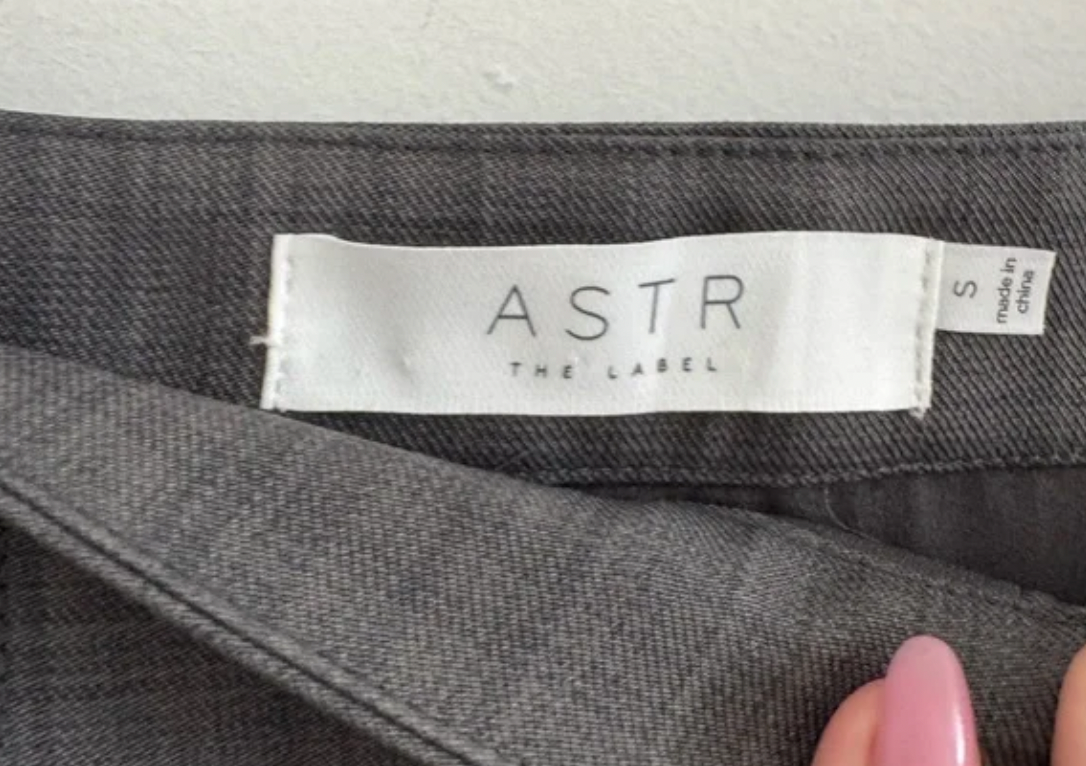 ASTR
THE LABEL
S
made in
china